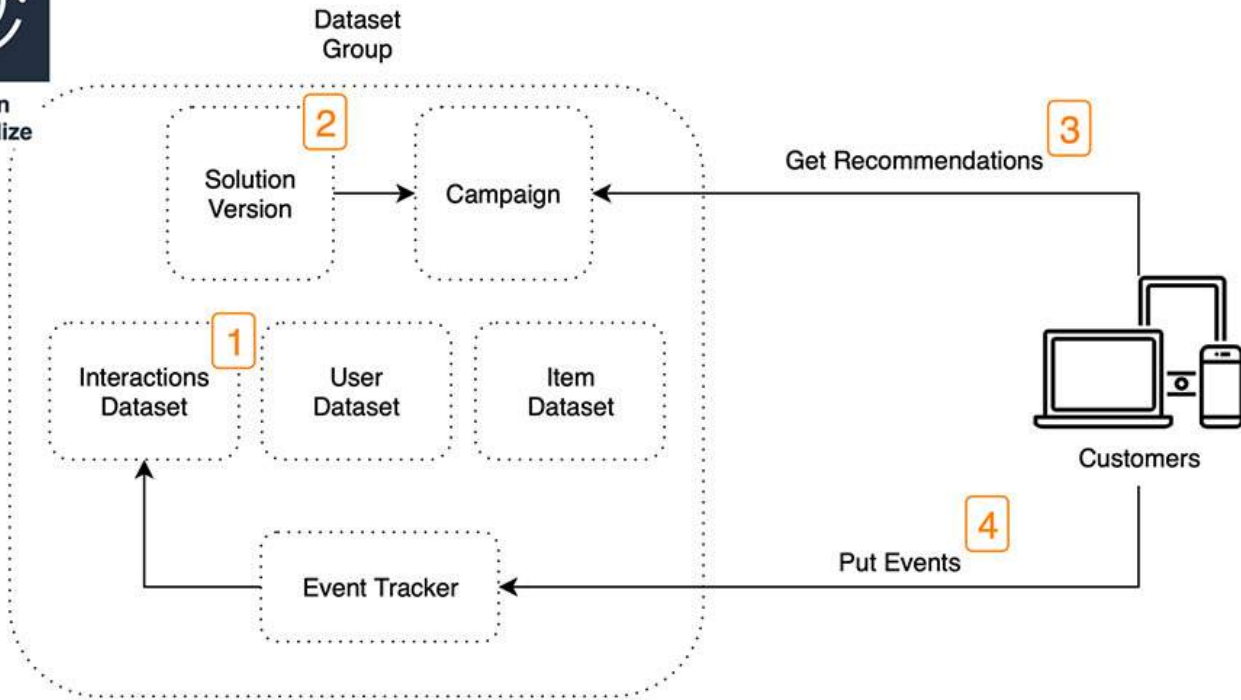 Dataset
Group
n
lize
2
3
Get Recommendations
Solution
Version
Campaign
1
Interactions
Dataset
User
Dataset
Item
Dataset
Customers
4
Put Events
Event Tracker